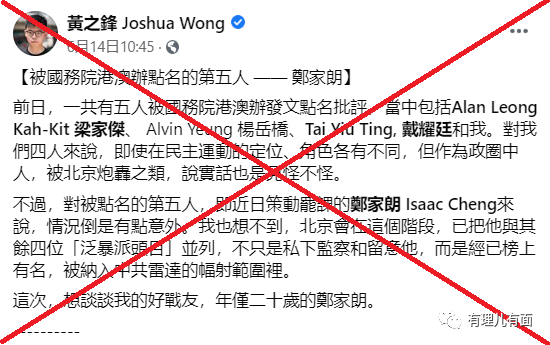 黃之鋒 Joshua Wong
6月14日10:45
【被國務院港澳辦點名的第五人 —— 鄭家朗】
前日，一共有五人被國務院港澳辦發文點名批評，當中包括Alan Leong
Kah-Kit 梁家傑、 Alvin Yeung 楊岳橋、Tai Yiu Ting, 戴耀廷和我。對我
們四人來說，即使在民主運動的定位、角色各有不同，但作為政圈中
人，被北京炮轟之類，說實話也是見怪不怪。
不過，對被點名的第五人，即近日策動罷課的鄭家朗 Isaac Cheng來
說，情況倒是有點意外。我也想不到，北京會在這個階段，已把他與其
餘四位「泛暴派頭目」並列，不只是私下監察和留意他，而是經已榜上
有名，被納入中共雷達的幅射範圍裡。
這次，想談談我的好戰友，年僅二十歲的鄭家朗。
----------
有理儿有面